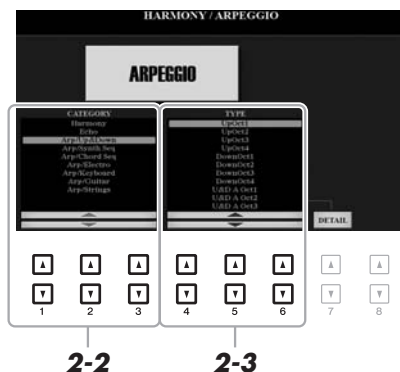 HARMONY / ARPEGGIO
ARPEGGIO
CATEGORY
Harmony
Echo
Arp/Up&Down
Arp/Synth Seq
Arp/Chord Seq
Arp/Electro
Arp/Keyboard
Arp/Guitar
Arp/Strings
TYPE
UpOct1
UpOct2
UpOct3
UpOct4
DownOct1
DownOct2
DownOct3
DownOct4
U&D A Oct1
U&D A Oct2
U&D A Oct3
DETAIL
1 2 3 4 5 6 7 8
2-2 2-3